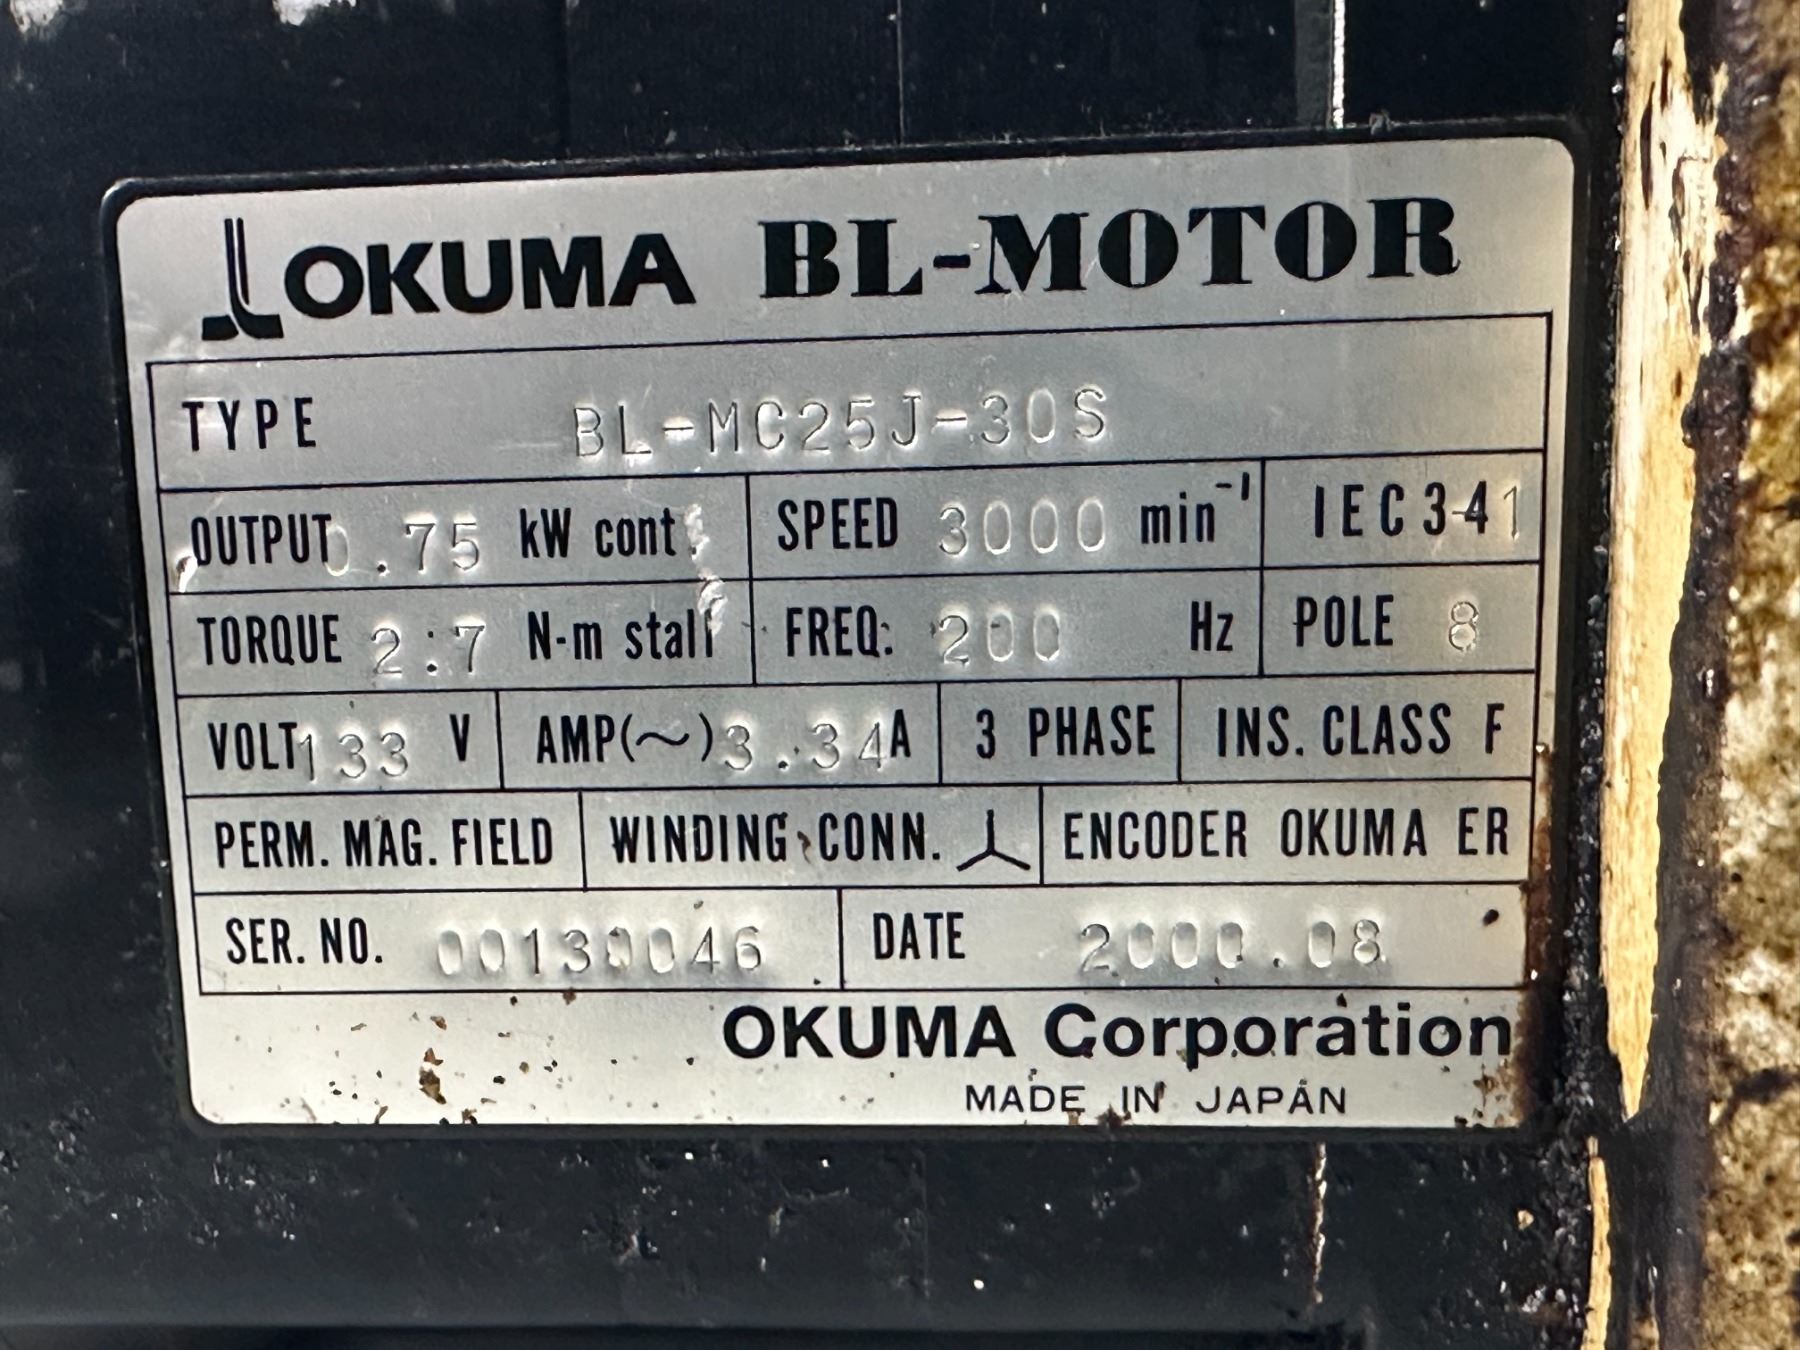 OKUMA BL-MOTOR
TYPE BL-MC25J-30S
OUTPUT 0.75 kW cont. SPEED 3000 min⁻¹ IEC 34-1
TORQUE 2.7 N-m stall FREQ. 200 Hz POLE 8
VOLT 133 V AMP(~) 3.34 A 3 PHASE INS. CLASS F
PERM. MAG. FIELD WINDING CONN. ENCODER OKUMA ER
SER. NO. 00130046 DATE 2000.08
OKUMA Corporation
MADE IN JAPAN